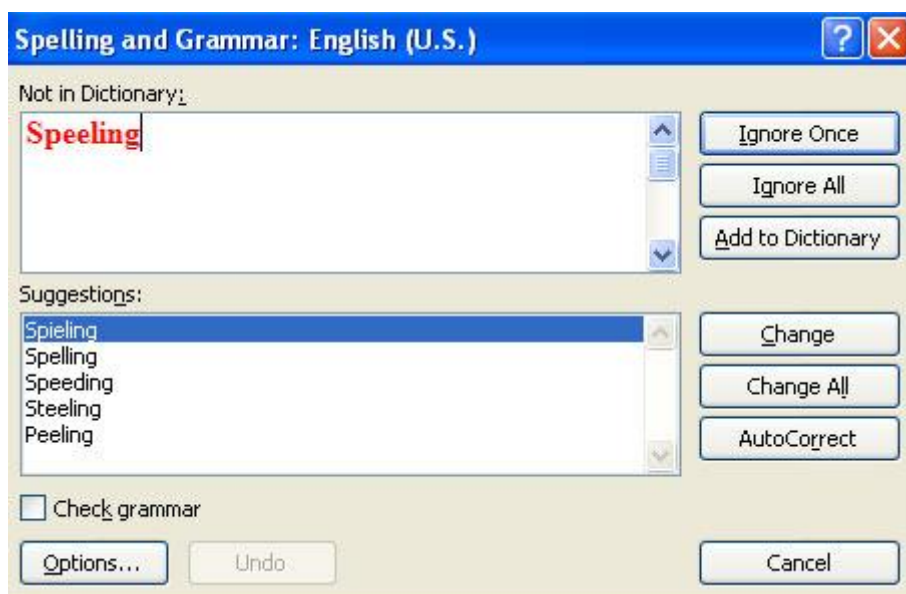 Spelling and Grammar: English (U.S.)
?
Not in Dictionary:
Speeling
Ignore Once
Ignore All
Add to Dictionary
Suggestions:
Spieling
Spelling
Speeding
Steeling
Peeling
Change
Change All
AutoCorrect
Check grammar
Options...
Undo
Cancel